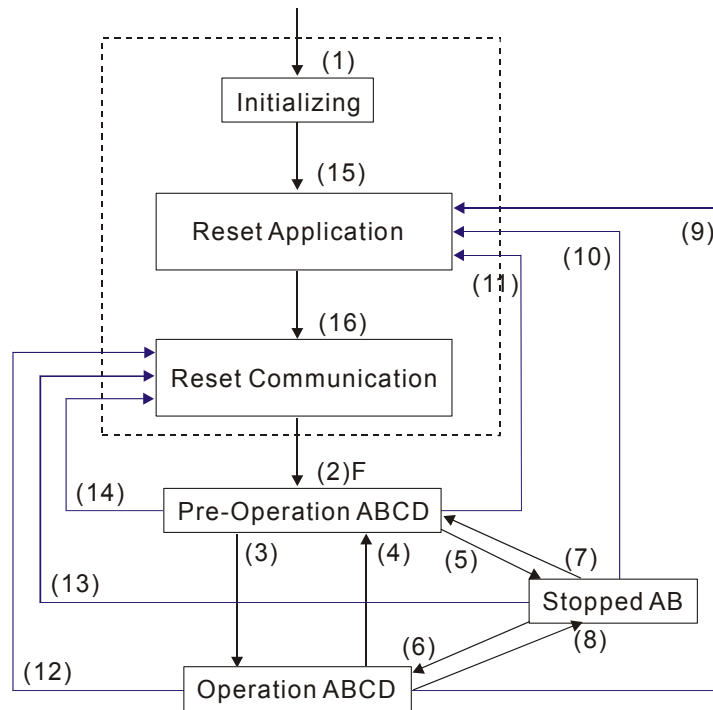 (1)
Initializing
(15)
Reset Application
(9)
(10)
(11)
(16)
Reset Communication
(2)F
(14)
Pre-Operation ABCD
(3)
(4)
(5)
(7)
(13)
Stopped AB
(6)
(8)
(12)
Operation ABCD